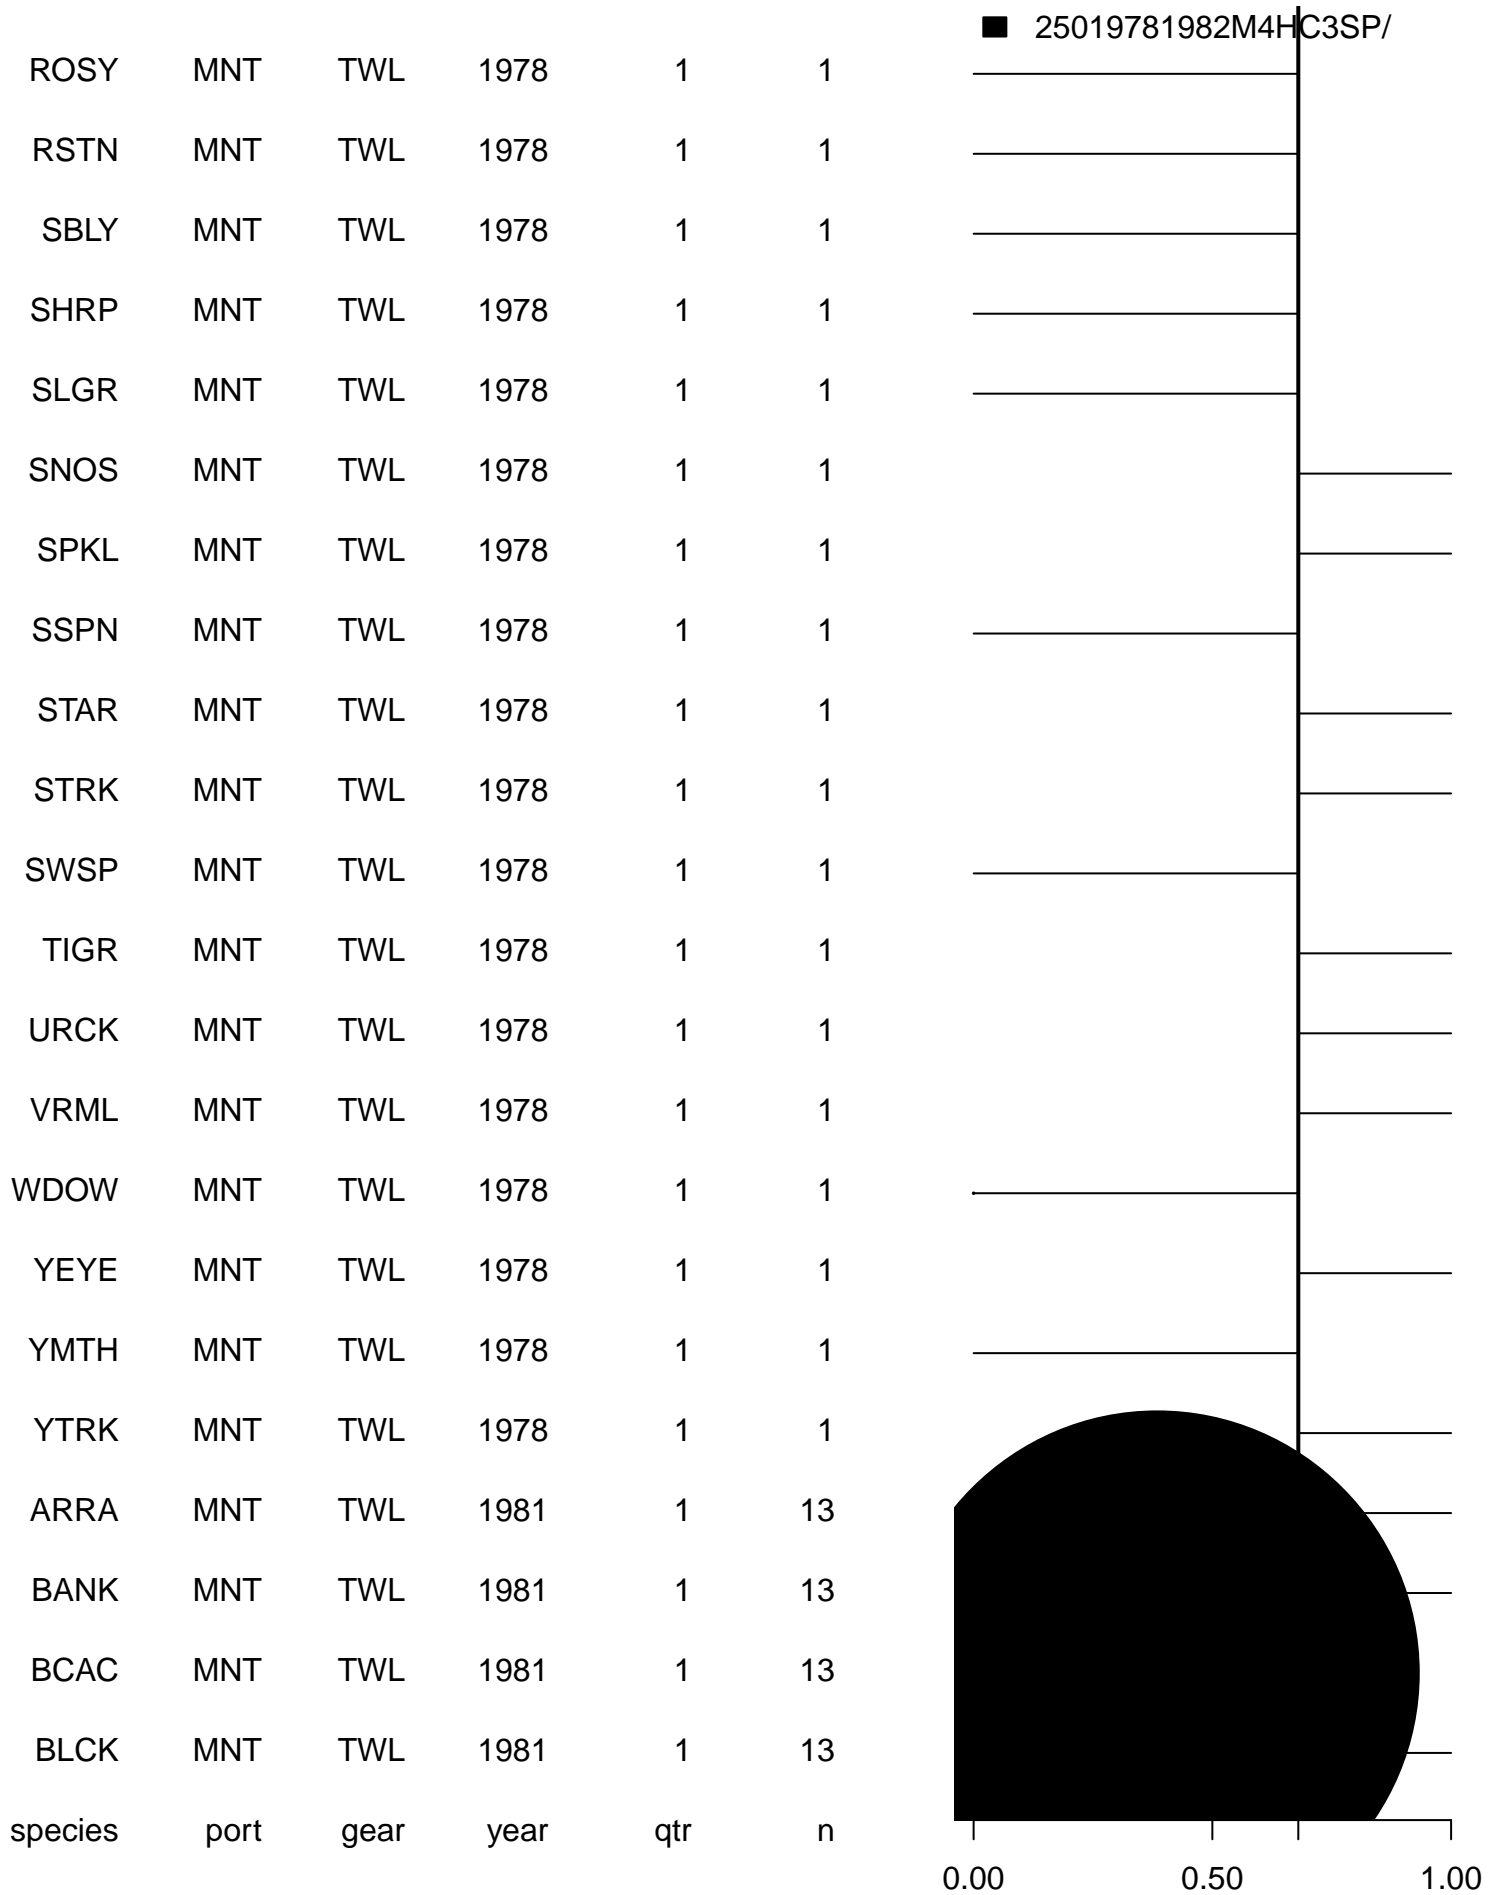 25019781982M4HC3SP/
ROSY MNT TWL 1978 1 1
RSTN MNT TWL 1978 1 1
SBLY MNT TWL 1978 1 1
SHRP MNT TWL 1978 1 1
SLGR MNT TWL 1978 1 1
SNOS MNT TWL 1978 1 1
SPKL MNT TWL 1978 1 1
SSPN MNT TWL 1978 1 1
STAR MNT TWL 1978 1 1
STRK MNT TWL 1978 1 1
SWSP MNT TWL 1978 1 1
TIGR MNT TWL 1978 1 1
URCK MNT TWL 1978 1 1
VRML MNT TWL 1978 1 1
WDOW MNT TWL 1978 1 1
YEYE MNT TWL 1978 1 1
YMTH MNT TWL 1978 1 1
YTRK MNT TWL 1978 1 1
ARRA MNT TWL 1981 1 13
BANK MNT TWL 1981 1 13
BCAC MNT TWL 1981 1 13
BLCK MNT TWL 1981 1 13
species port gear year qtr n
0.00 0.50 1.00